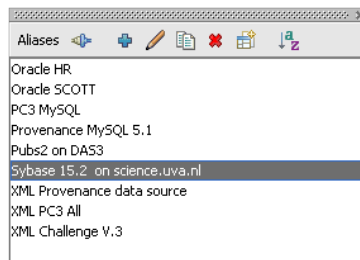 Aliases
a
z
Oracle HR
Oracle SCOTT
PC3 MySQL
Provenance MySQL 5.1
Pubs2 on DAS3
Sybase 15.2  on science.uva.nl
XML Provenance data source
XML PC3 All
XML Challenge V.3